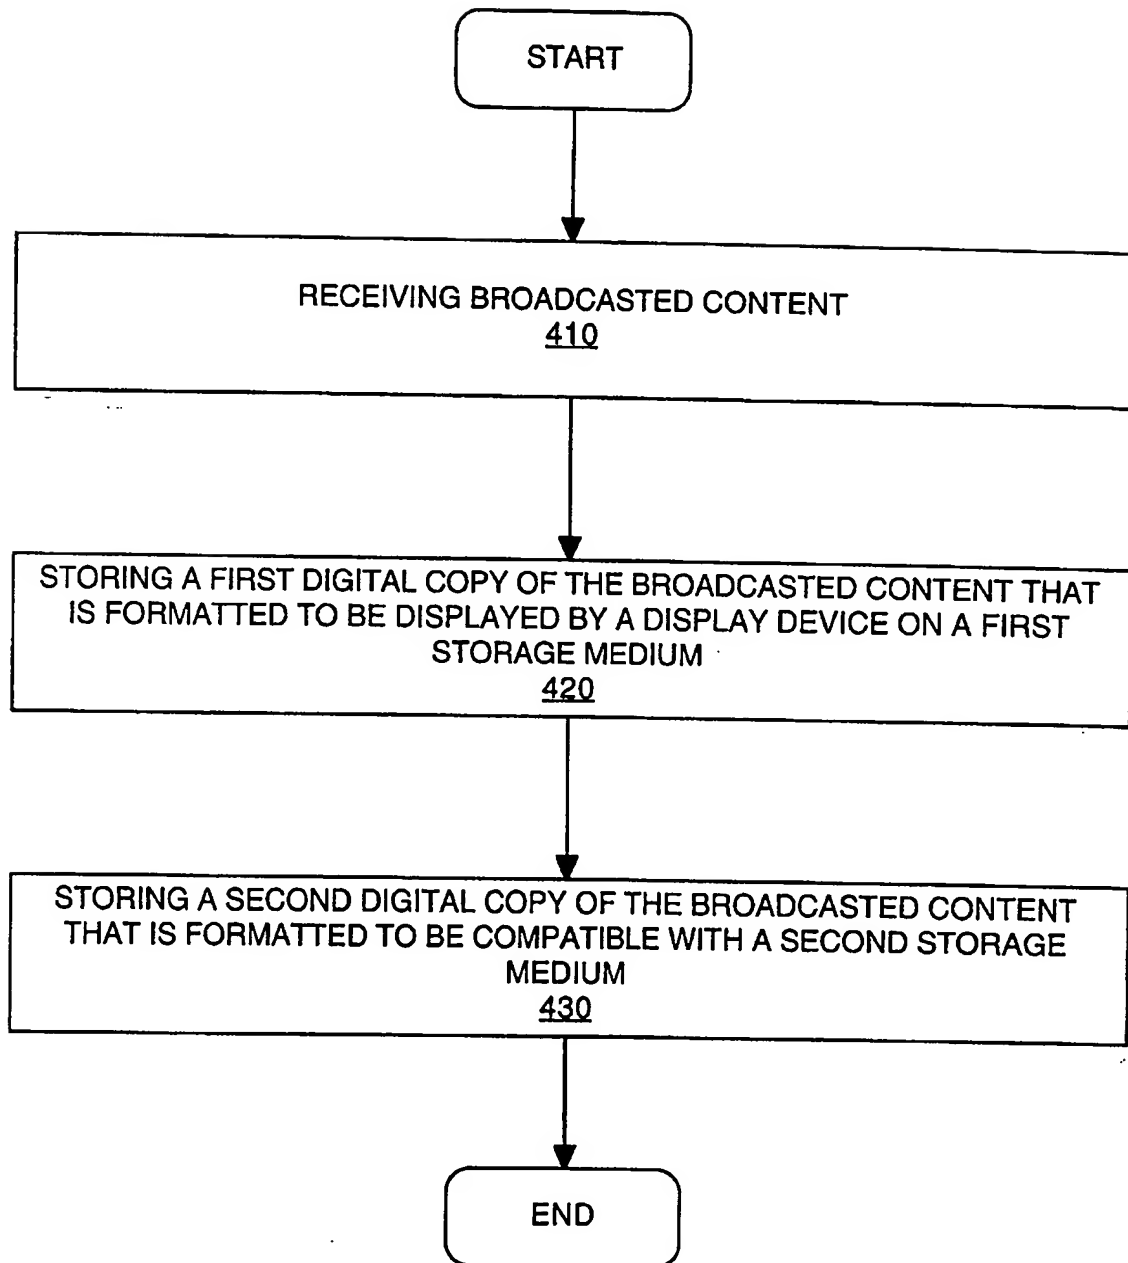 START
RECEIVING BROADCASTED CONTENT
410
STORING A FIRST DIGITAL COPY OF THE BROADCASTED CONTENT THAT
IS FORMATTED TO BE DISPLAYED BY A DISPLAY DEVICE ON A FIRST
STORAGE MEDIUM
420
STORING A SECOND DIGITAL COPY OF THE BROADCASTED CONTENT
THAT IS FORMATTED TO BE COMPATIBLE WITH A SECOND STORAGE
MEDIUM
430
END